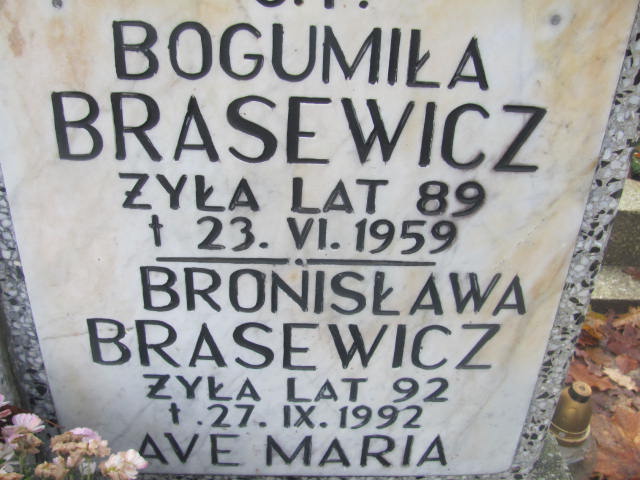 Ś.P.
BOGUMIŁA
BRASEWICZ
ŻYŁA LAT 89
† 23. VI. 1959
BRONISŁAWA
BRASEWICZ
ŻYŁA LAT 92
†. 27. IX. 1992
AVE MARIA